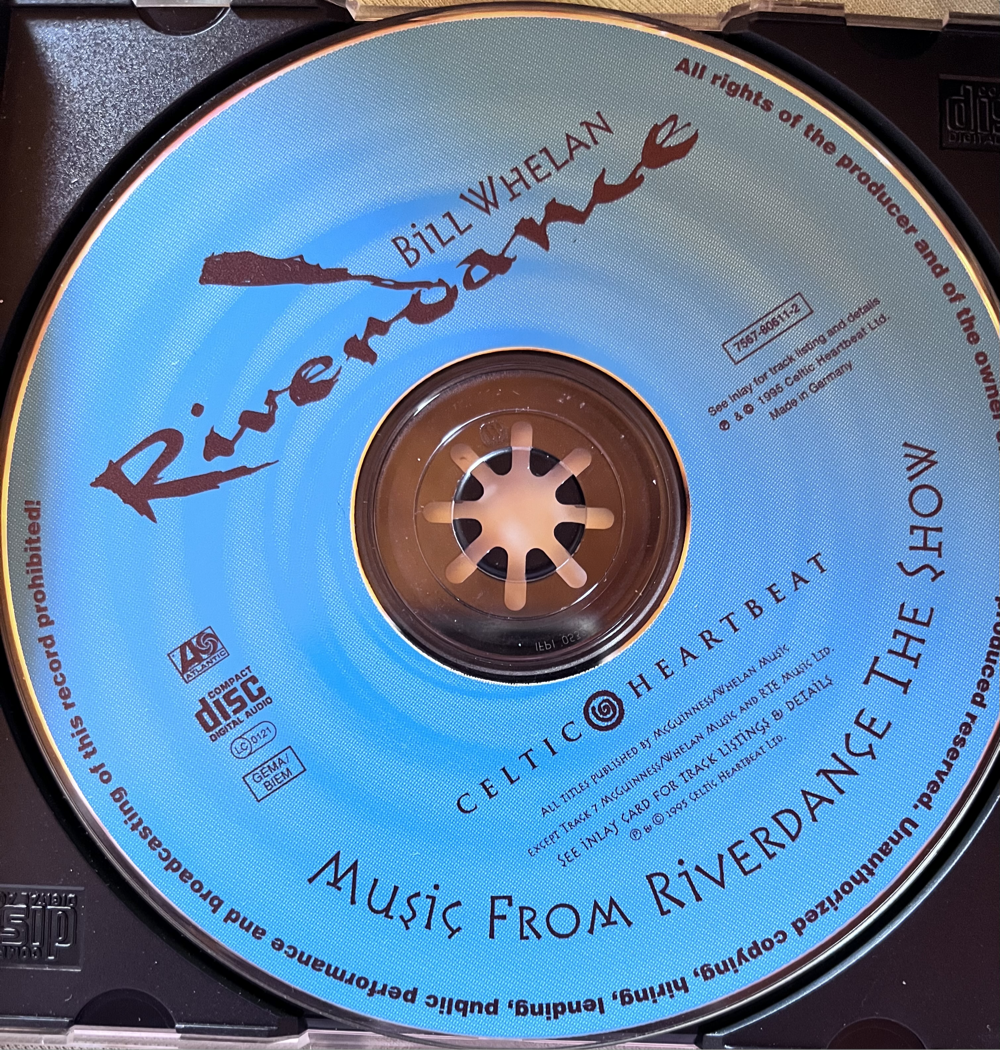 BiLL WHELAN
Riverdance
All rights of the producer and of the owner
duced reserved. Unauthorized copying, hiring, lending, public performance and broadcasting of this record prohibited!
7567-80611-2
See inlay for track listing and details
℗ & © 1995 Celtic Heartbeat Ltd.
Made in Germany
ATLANTIC
COMPACT
disc
DIGITAL AUDIO
LC 0121
GEMA/
BIEM
CELTIC HEARTBEAT
ALL TITLES PUBLISHED BY MCGUINNESS/WHELAN MUSIC
EXCEPT TRACK 7 MCGUINNESS/WHELAN MUSIC AND RTE MUSIC LTD.
SEE INLAY CARD FOR TRACK LISTINGS & DETAILS
℗ & © 1995 CELTIC HEARTBEAT LTD.
MUSIC FROM RIVERDANCE THE SHOW